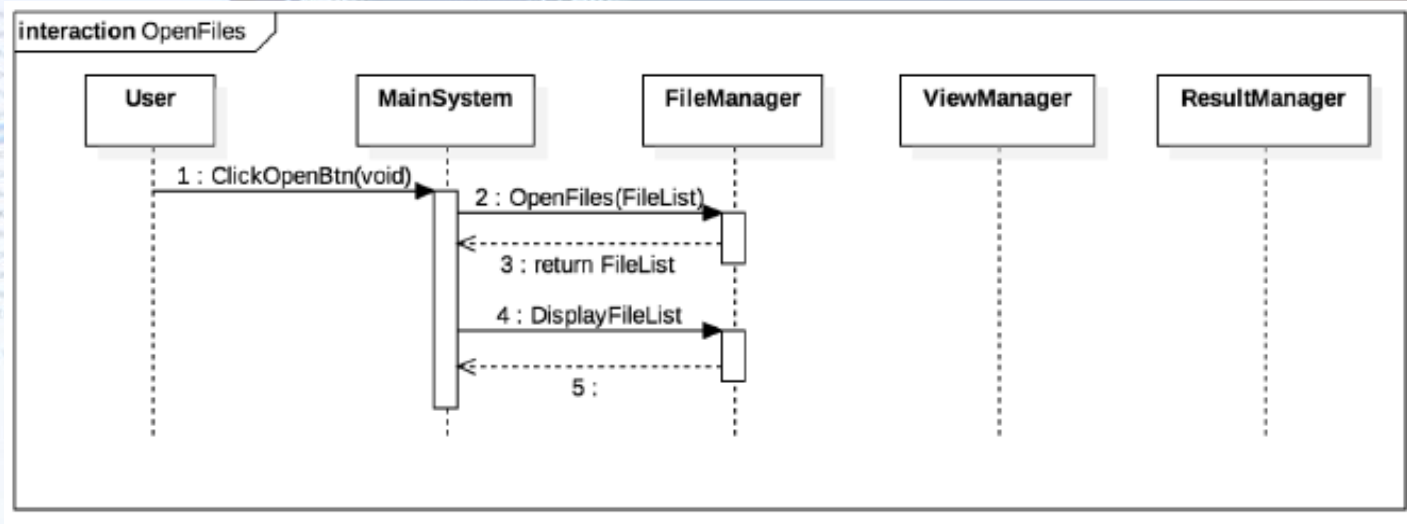 interaction OpenFiles
User
MainSystem
FileManager
ViewManager
ResultManager
1 : ClickOpenBtn(void)
2 : OpenFiles(FileList)
3 : return FileList
4 : DisplayFileList
5 :